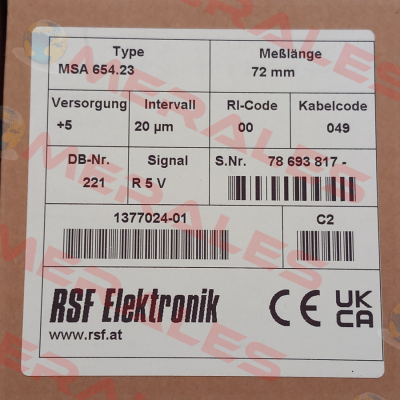 Type Meßlänge
MSA 654.23 72 mm
Versorgung Intervall RI-Code Kabelcode
+5 20 µm 00 049
DB-Nr. Signal S.Nr. 78 693 817 -
221 R 5 V
1377024-01 C2
RSF Elektronik CE UK
CA
www.rsf.at
MERALES